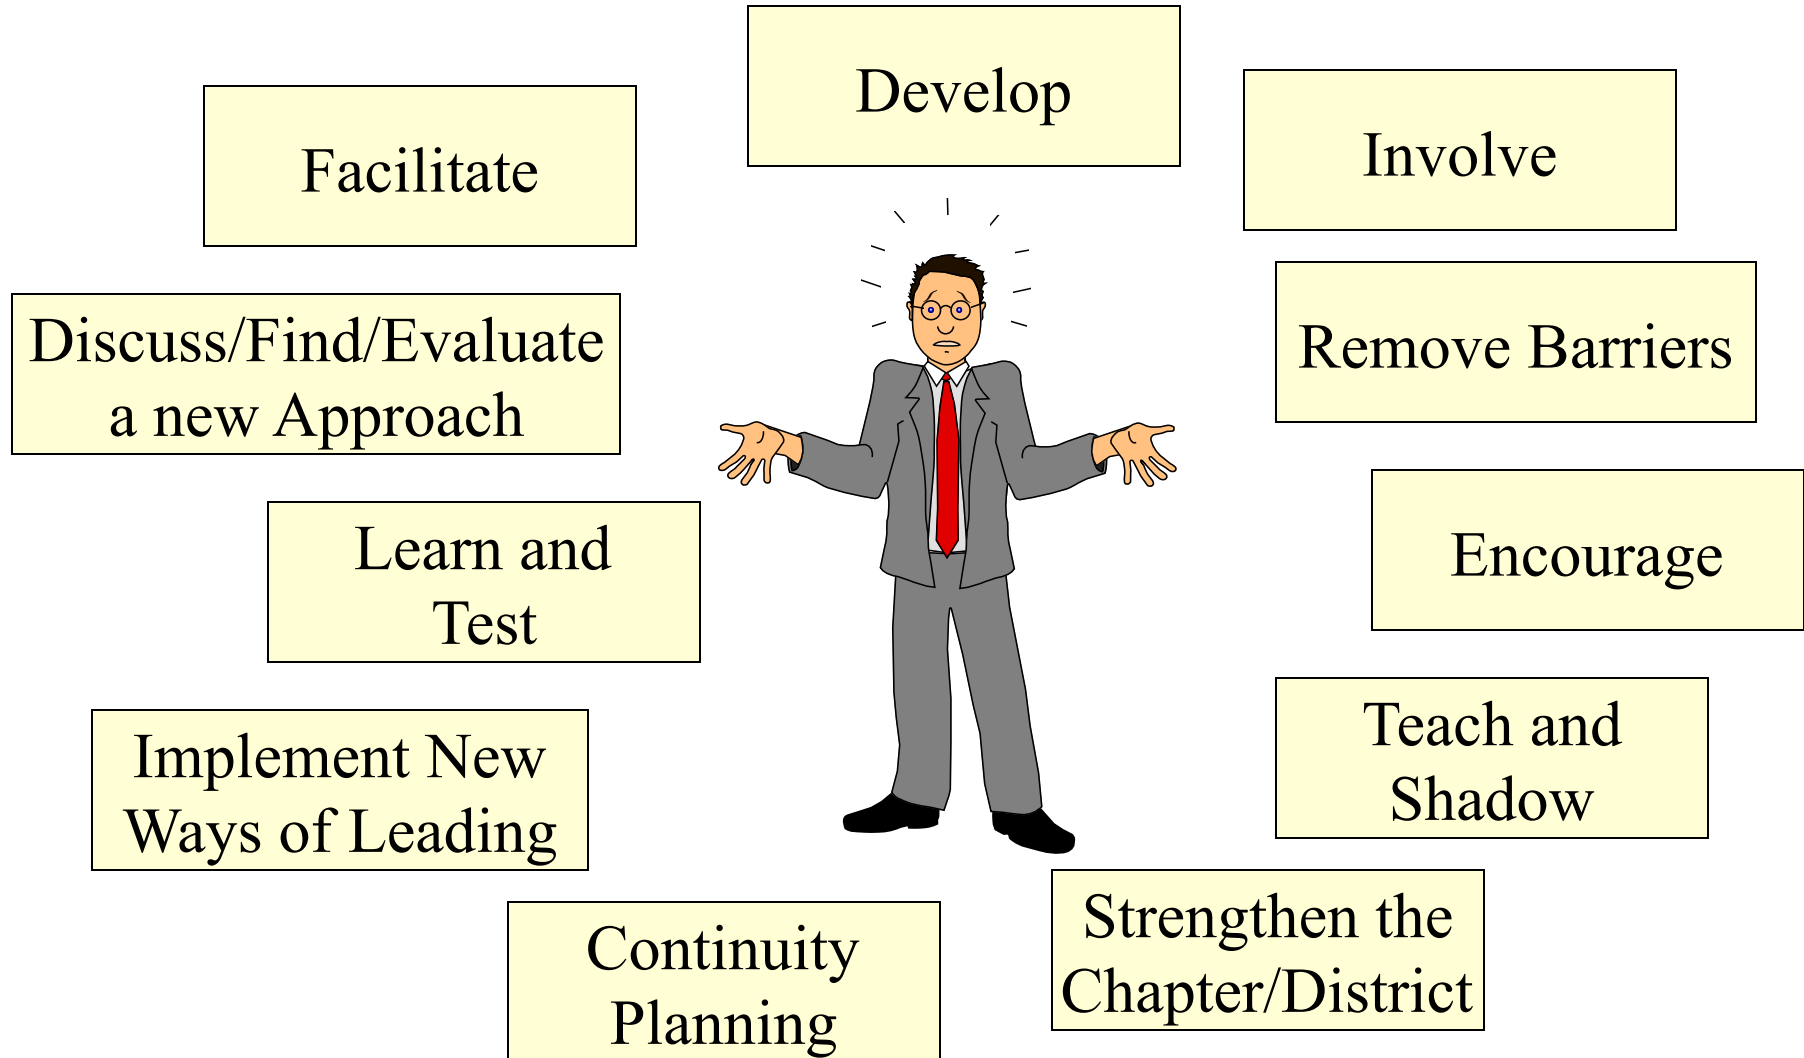 Develop
Facilitate
Involve
Discuss/Find/Evaluate
a new Approach
Remove Barriers
Learn and
Test
Encourage
Implement New
Ways of Leading
Teach and
Shadow
Continuity
Planning
Strengthen the
Chapter/District